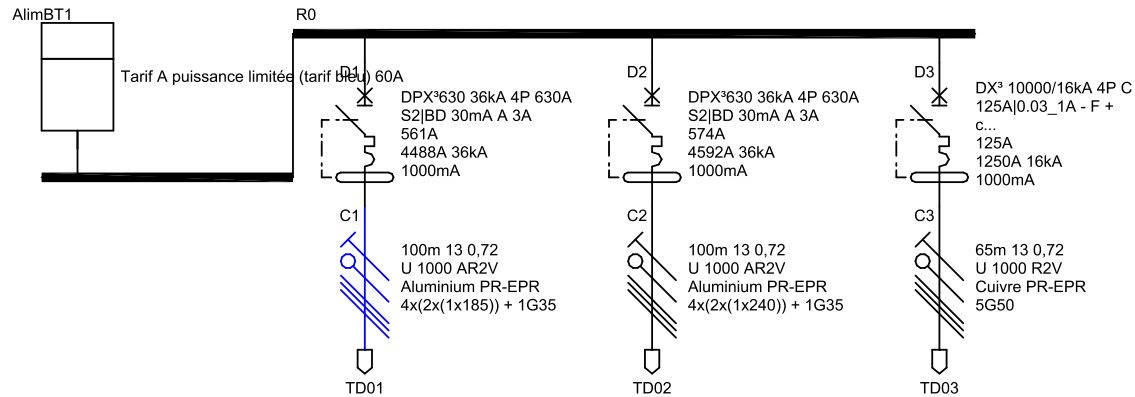 AlimBT1
R0
Tarif A puissance limitée (tarif bleu) 60A
D1
DPX³630 36kA 4P 630A
S2|BD 30mA A 3A
561A
4488A 36kA
1000mA
C1
100m 13 0,72
U 1000 AR2V
Aluminium PR-EPR
4x(2x(1x185)) + 1G35
TD01
D2
DPX³630 36kA 4P 630A
S2|BD 30mA A 3A
574A
4592A 36kA
1000mA
C2
100m 13 0,72
U 1000 AR2V
Aluminium PR-EPR
4x(2x(1x240)) + 1G35
TD02
D3
DX³ 10000/16kA 4P C
125A|0.03_1A - F +
c...
125A
1250A 16kA
1000mA
C3
65m 13 0,72
U 1000 R2V
Cuivre PR-EPR
5G50
TD03